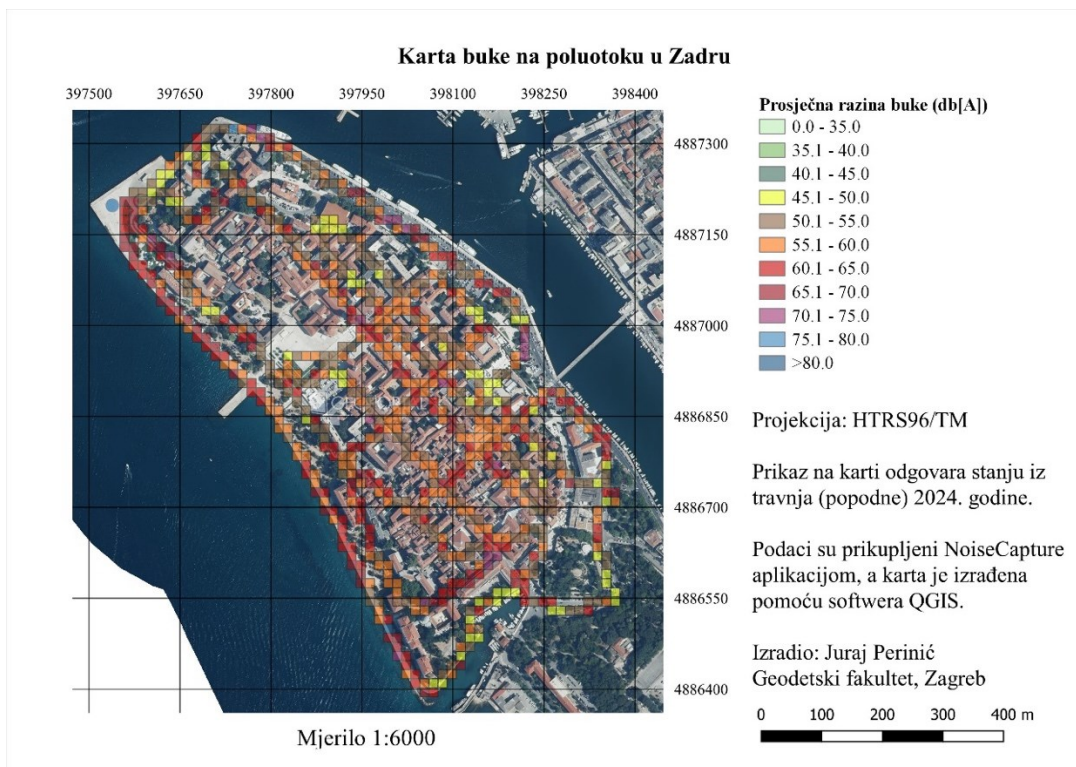 Karta buke na poluotoku u Zadru
397500 397650 397800 397950 398100 398250 398400
4887300
4887150
4887000
4886850
4886700
4886550
4886400
Mjerilo 1:6000
Prosječna razina buke (db[A])
0.0 - 35.0
35.1 - 40.0
40.1 - 45.0
45.1 - 50.0
50.1 - 55.0
55.1 - 60.0
60.1 - 65.0
65.1 - 70.0
70.1 - 75.0
75.1 - 80.0
>80.0
Projekcija: HTRS96/TM
Prikaz na karti odgovara stanju iz
travnja (popodne) 2024. godine.
Podaci su prikupljeni NoiseCapture
aplikacijom, a karta je izrađena
pomoću softwera QGIS.
Izradio: Juraj Perinić
Geodetski fakultet, Zagreb
0 100 200 300 400 m